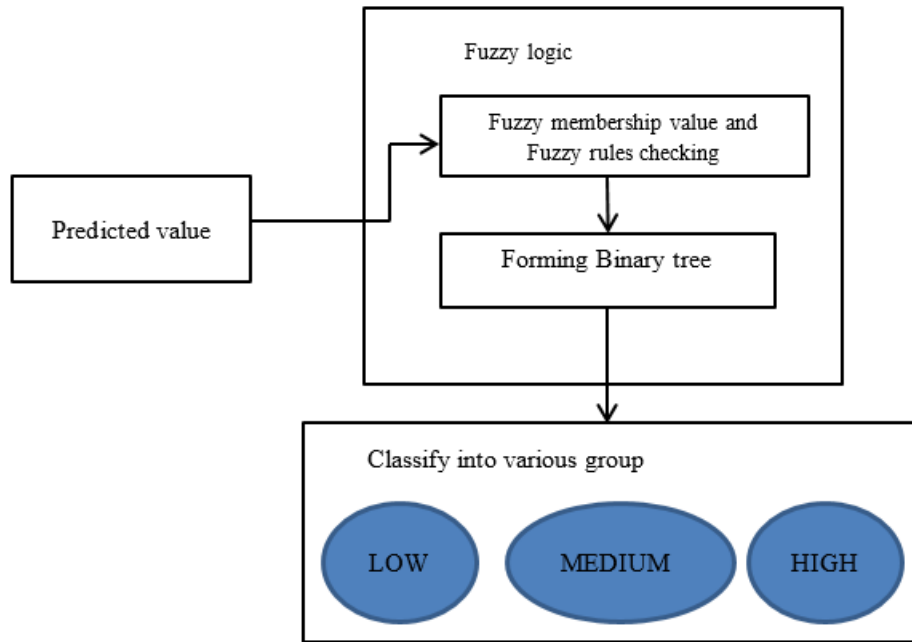 Fuzzy logic
Fuzzy membership value and
Fuzzy rules checking
Predicted value
Forming Binary tree
Classify into various group
LOW
MEDIUM
HIGH